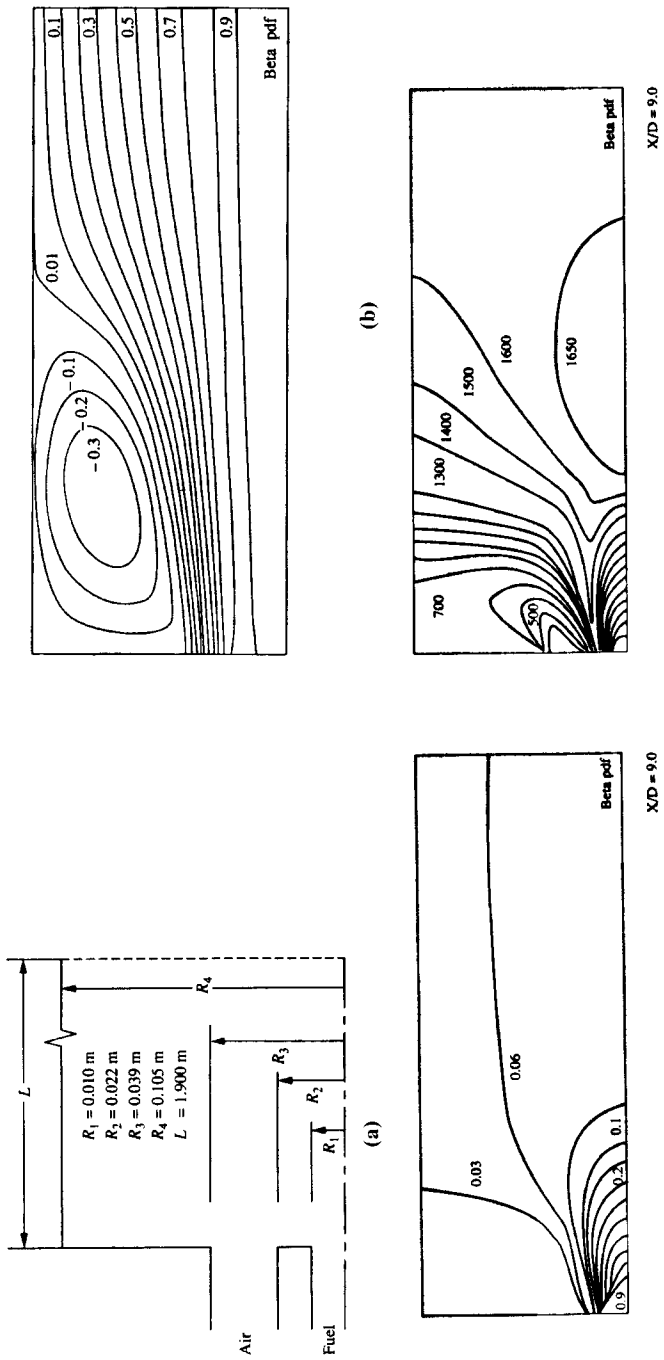 L
R₁ = 0.010 m
R₂ = 0.022 m
R₃ = 0.039 m
R₄ = 0.105 m
L = 1.900 m
R₄
R₃
R₂
R₁
Air
Fuel
(a)
0.1
0.3
0.5
0.7
0.9
0.01
−0.1
−0.2
−0.3
Beta pdf
(b)
0.03
0.06
0.1
0.2
0.9
Beta pdf
X/D = 9.0
700
500
1300
1400
1500
1600
1650
Beta pdf
X/D = 9.0